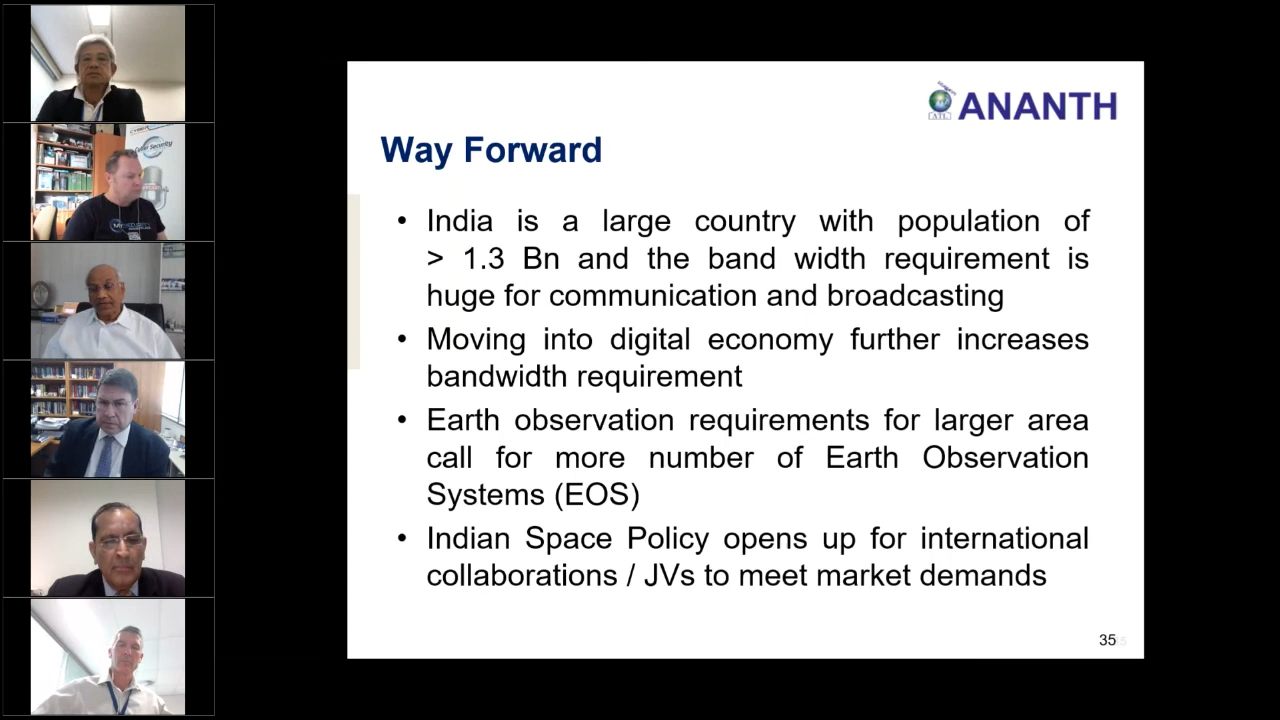 ANANTH
ATL
Way Forward
• India is a large country with population of
> 1.3 Bn and the band width requirement is
huge for communication and broadcasting
• Moving into digital economy further increases
bandwidth requirement
• Earth observation requirements for larger area
call for more number of Earth Observation
Systems (EOS)
• Indian Space Policy opens up for international
collaborations / JVs to meet market demands
35
Cyber Security